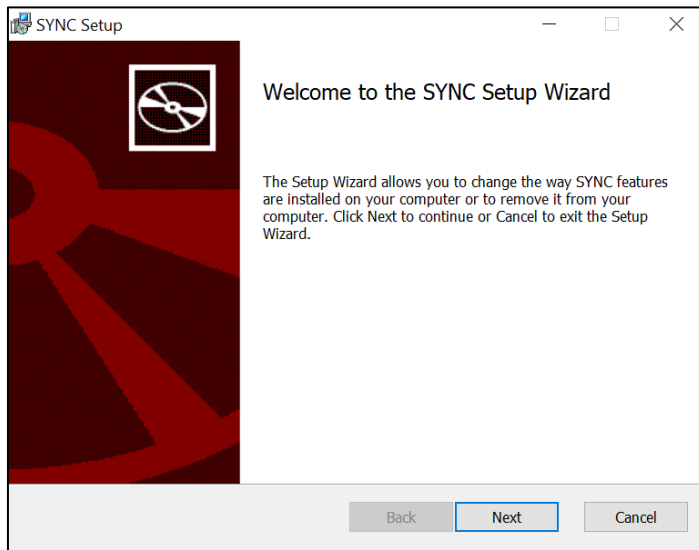 SYNC Setup
Welcome to the SYNC Setup Wizard
The Setup Wizard allows you to change the way SYNC features
are installed on your computer or to remove it from your
computer. Click Next to continue or Cancel to exit the Setup
Wizard.
Back
Next
Cancel